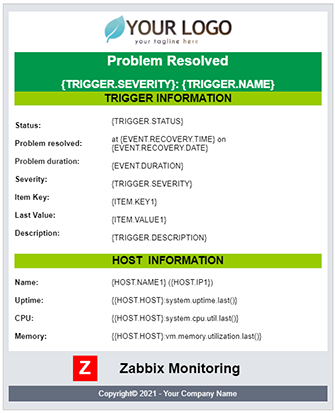 YOUR LOGO
your tagline here
Problem Resolved
{TRIGGER.SEVERITY}: {TRIGGER.NAME}
TRIGGER INFORMATION
Status: {TRIGGER.STATUS}
Problem resolved: at {EVENT.RECOVERY.TIME} on
{EVENT.RECOVERY.DATE}
Problem duration: {EVENT.DURATION}
Severity: {TRIGGER.SEVERITY}
Item Key: {ITEM.KEY1}
Last Value: {ITEM.VALUE1}
Description: {TRIGGER.DESCRIPTION}
HOST INFORMATION
Name: {HOST.NAME1} ({HOST.IP1})
Uptime: {{HOST.HOST}:system.uptime.last()}
CPU: {{HOST.HOST}:system.cpu.util.last()}
Memory: {{HOST.HOST}:vm.memory.utilization.last()}
Z Zabbix Monitoring
Copyright© 2021 - Your Company Name